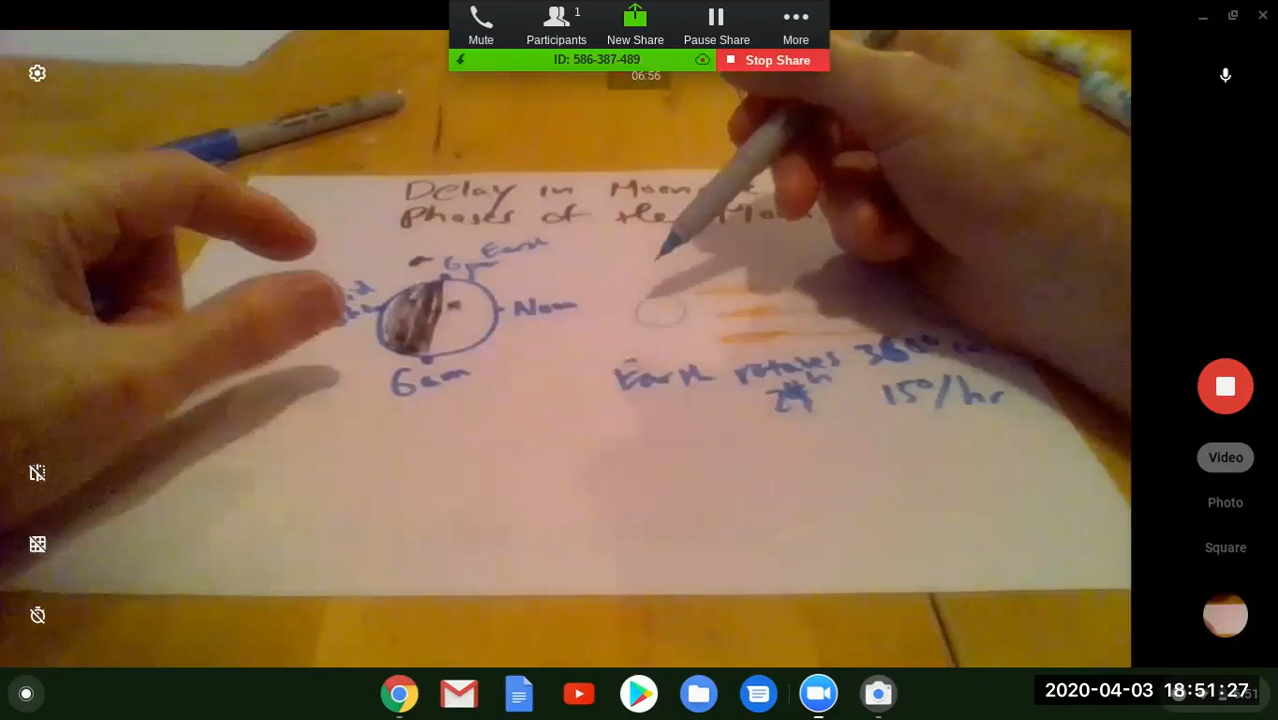 1
Mute
Participants
New Share
Pause Share
More
ID: 586-387-489
Stop Share
06:56
Delay in Moon
Phases of the Moon
6pm Earth
Noon
6am
Earth rotates 360°
24h 15°/hr
Video
Photo
Square
2020-04-03 18:51:27